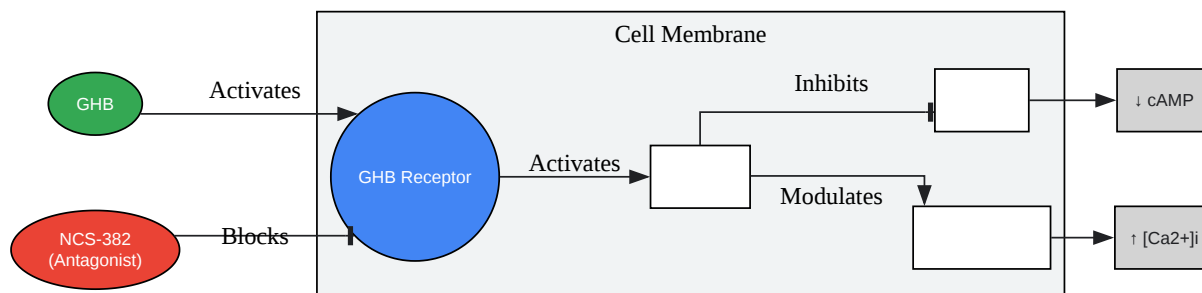 Cell Membrane
GHB
Activates
Inhibits
↓ cAMP
GHB Receptor
Activates
Modulates
NCS-382
(Antagonist)
Blocks
↑ [Ca2+]i